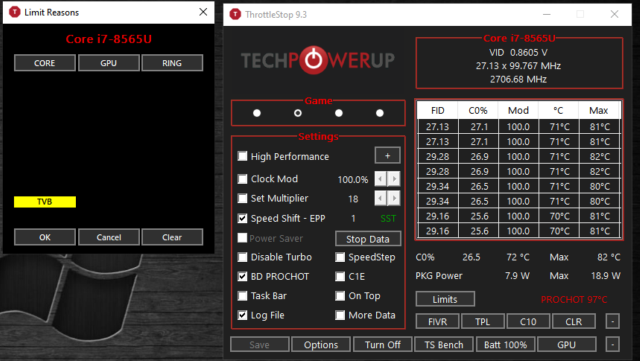 Limit Reasons
Core i7-8565U
CORE GPU RING
TVB
OK Cancel Clear
ThrottleStop 9.3
TECHPOWERUP
Core i7-8565U
VID 0.8605 V
27.13 x 99.767 MHz
2706.68 MHz
Game
Settings
High Performance +
Clock Mod 100.0%
Set Multiplier 18
Speed Shift - EPP 1 SST
Power Saver Stop Data
Disable Turbo SpeedStep
BD PROCHOT C1E
Task Bar On Top
Log File More Data
FID C0% Mod °C Max
27.13 27.1 100.0 71°C 81°C
27.13 27.1 100.0 71°C 81°C
29.28 26.9 100.0 71°C 82°C
29.28 26.9 100.0 71°C 82°C
29.34 26.5 100.0 71°C 80°C
29.34 26.5 100.0 71°C 80°C
29.16 25.6 100.0 70°C 81°C
29.16 25.6 100.0 70°C 81°C
C0% 26.5 72 °C Max 82 °C
PKG Power 7.9 W Max 18.9 W
Limits PROCHOT 97°C
FIVR TPL C10 CLR -
Save Options Turn Off TS Bench Batt 100% GPU -